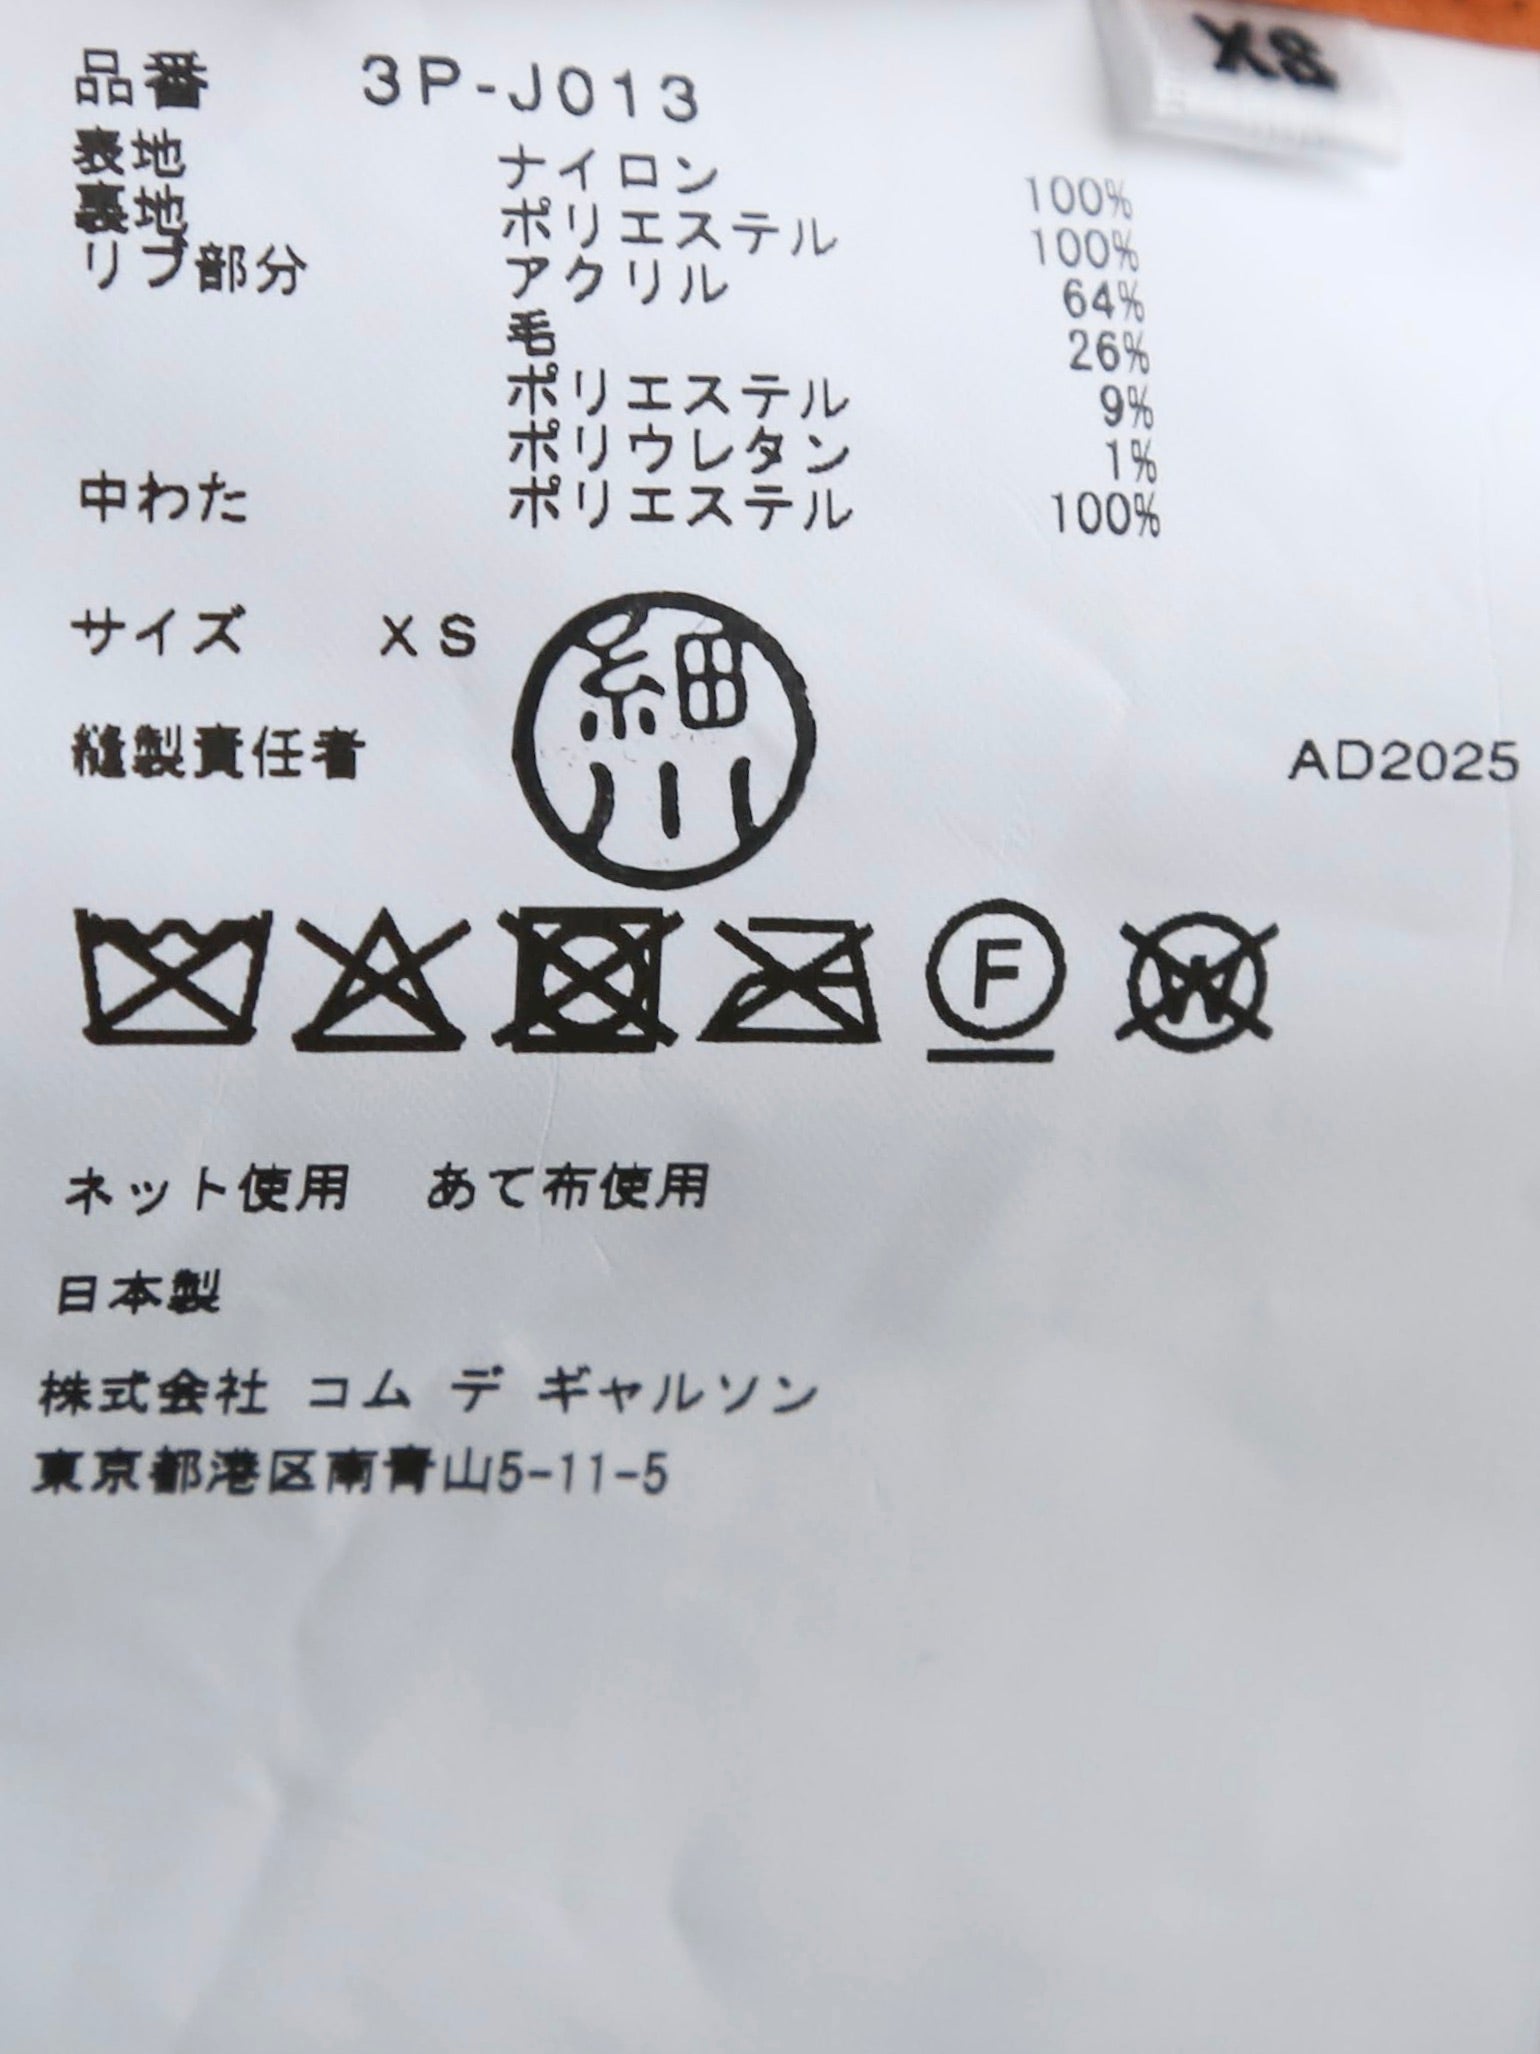 XS
品番 3P-J013
表地 ナイロン 100%
裏地 ポリエステル 100%
リブ部分 アクリル 64%
毛 26%
ポリエステル 9%
ポリウレタン 1%
中わた ポリエステル 100%
サイズ XS
細川
縫製責任者 AD2025
F W
ネット使用 あて布使用
日本製
株式会社 コム デ ギャルソン
東京都港区南青山5-11-5